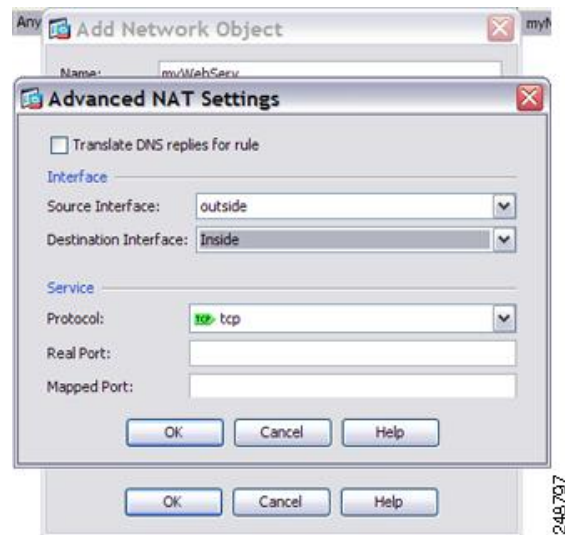 Any
Add Network Object
myN
Name: myWebServ
Advanced NAT Settings
Translate DNS replies for rule
Interface
Source Interface: outside
Destination Interface: Inside
Service
Protocol: TCP tcp
Real Port:
Mapped Port:
OK Cancel Help
OK Cancel Help
248797